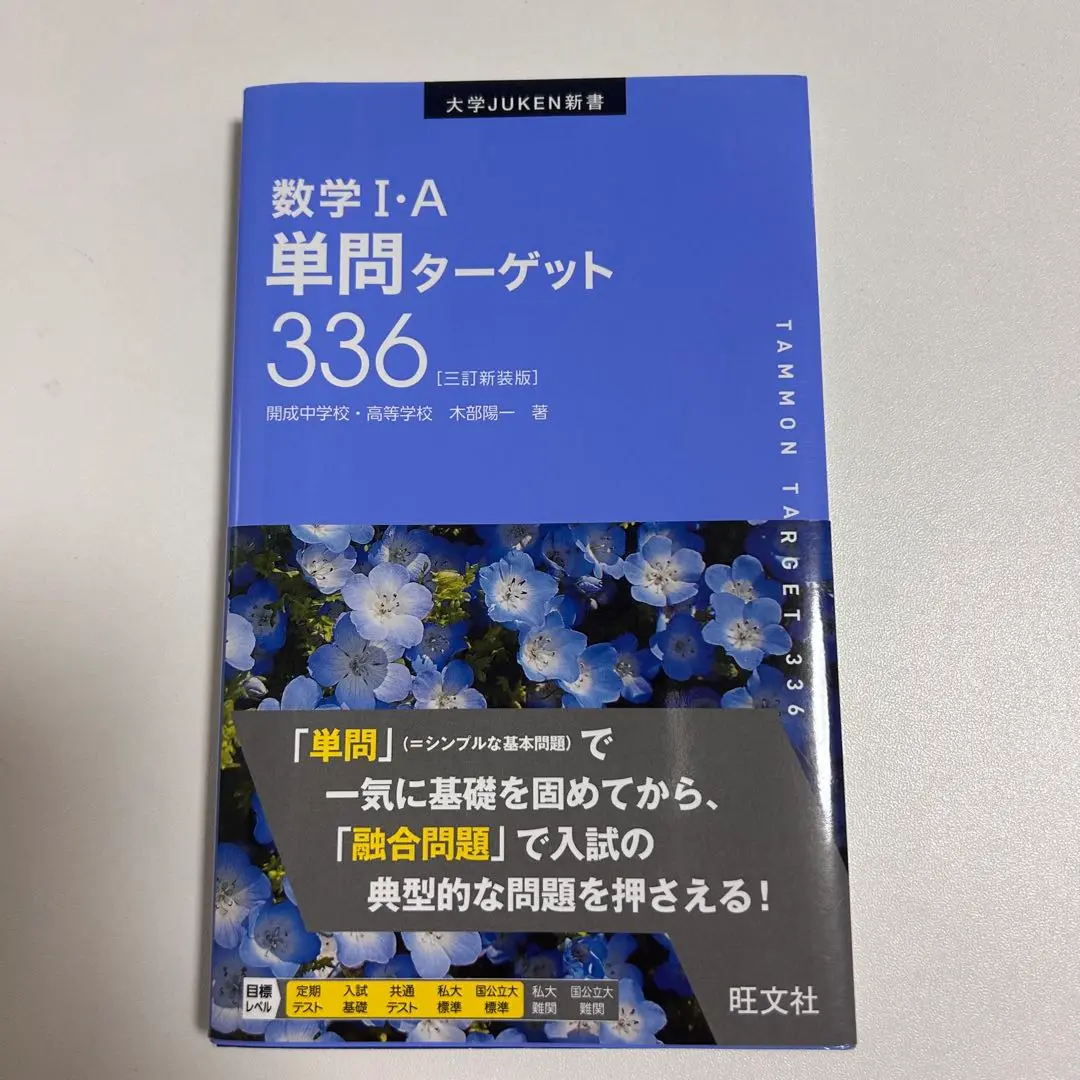 大学JUKEN新書
数学 I・A
単問ターゲット
336 [三訂新装版]
開成中学校・高等学校 木部陽一 著
TAMMON TARGET 336
「単問」(=シンプルな基本問題)で
一気に基礎を固めてから、
「融合問題」で入試の
典型的な問題を押さえる!
目標レベル 定期テスト 入試基礎 共通テスト 私大標準 国公立大標準 私大難関 国公立大難関
旺文社